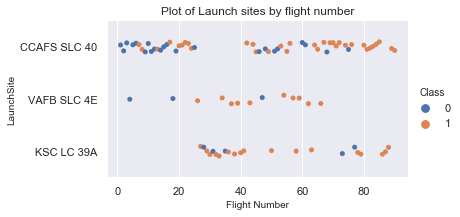 Plot of Launch sites by flight number
CCAFS SLC 40
VAFB SLC 4E
KSC LC 39A
LaunchSite
0 20 40 60 80
Flight Number
Class
0
1